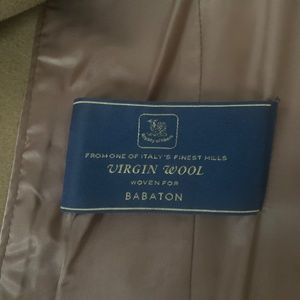 FROM ONE OF ITALY'S FINEST MILLS
VIRGIN WOOL
WOVEN FOR
BABATON